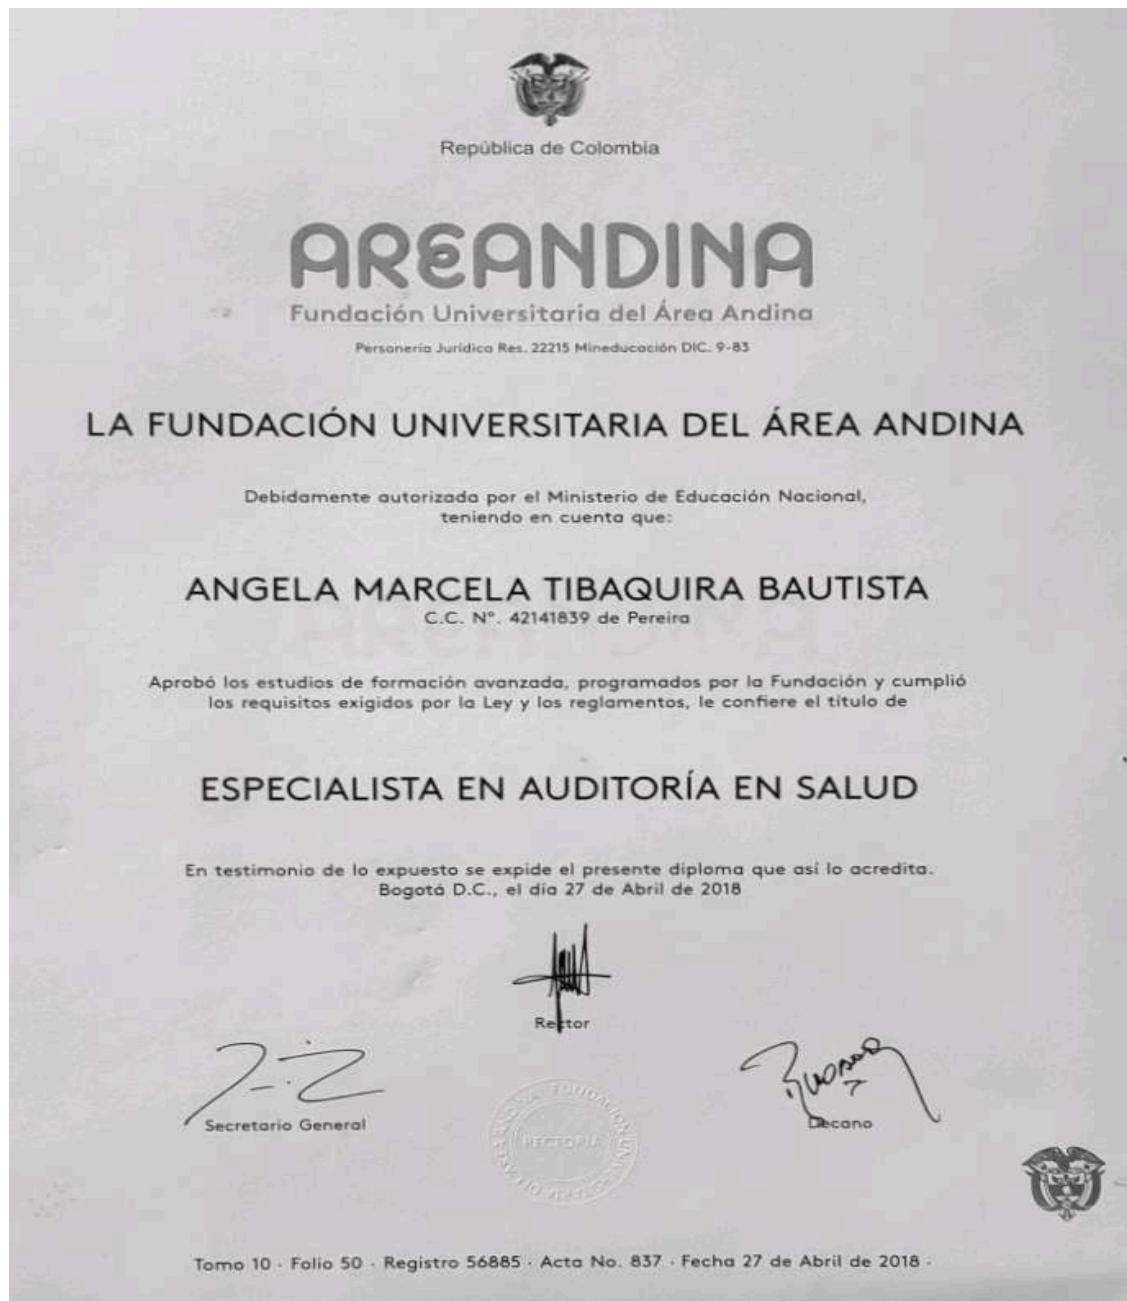 República de Colombia
AREANDINA
Fundación Universitaria del Área Andina
Personería Jurídica Res. 22215 Mineducación DIC. 9-83
LA FUNDACIÓN UNIVERSITARIA DEL ÁREA ANDINA
Debidamente autorizada por el Ministerio de Educación Nacional,
teniendo en cuenta que:
ANGELA MARCELA TIBAQUIRA BAUTISTA
C.C. N°. 42141839 de Pereira
Aprobó los estudios de formación avanzada, programados por la Fundación y cumplió
los requisitos exigidos por la Ley y los reglamentos, le confiere el título de
ESPECIALISTA EN AUDITORÍA EN SALUD
En testimonio de lo expuesto se expide el presente diploma que así lo acredita.
Bogotá D.C., el día 27 de Abril de 2018
Rector
Secretario General
Decano
RECTORIA
Tomo 10 · Folio 50 · Registro 56885 · Acta No. 837 · Fecha 27 de Abril de 2018 ·